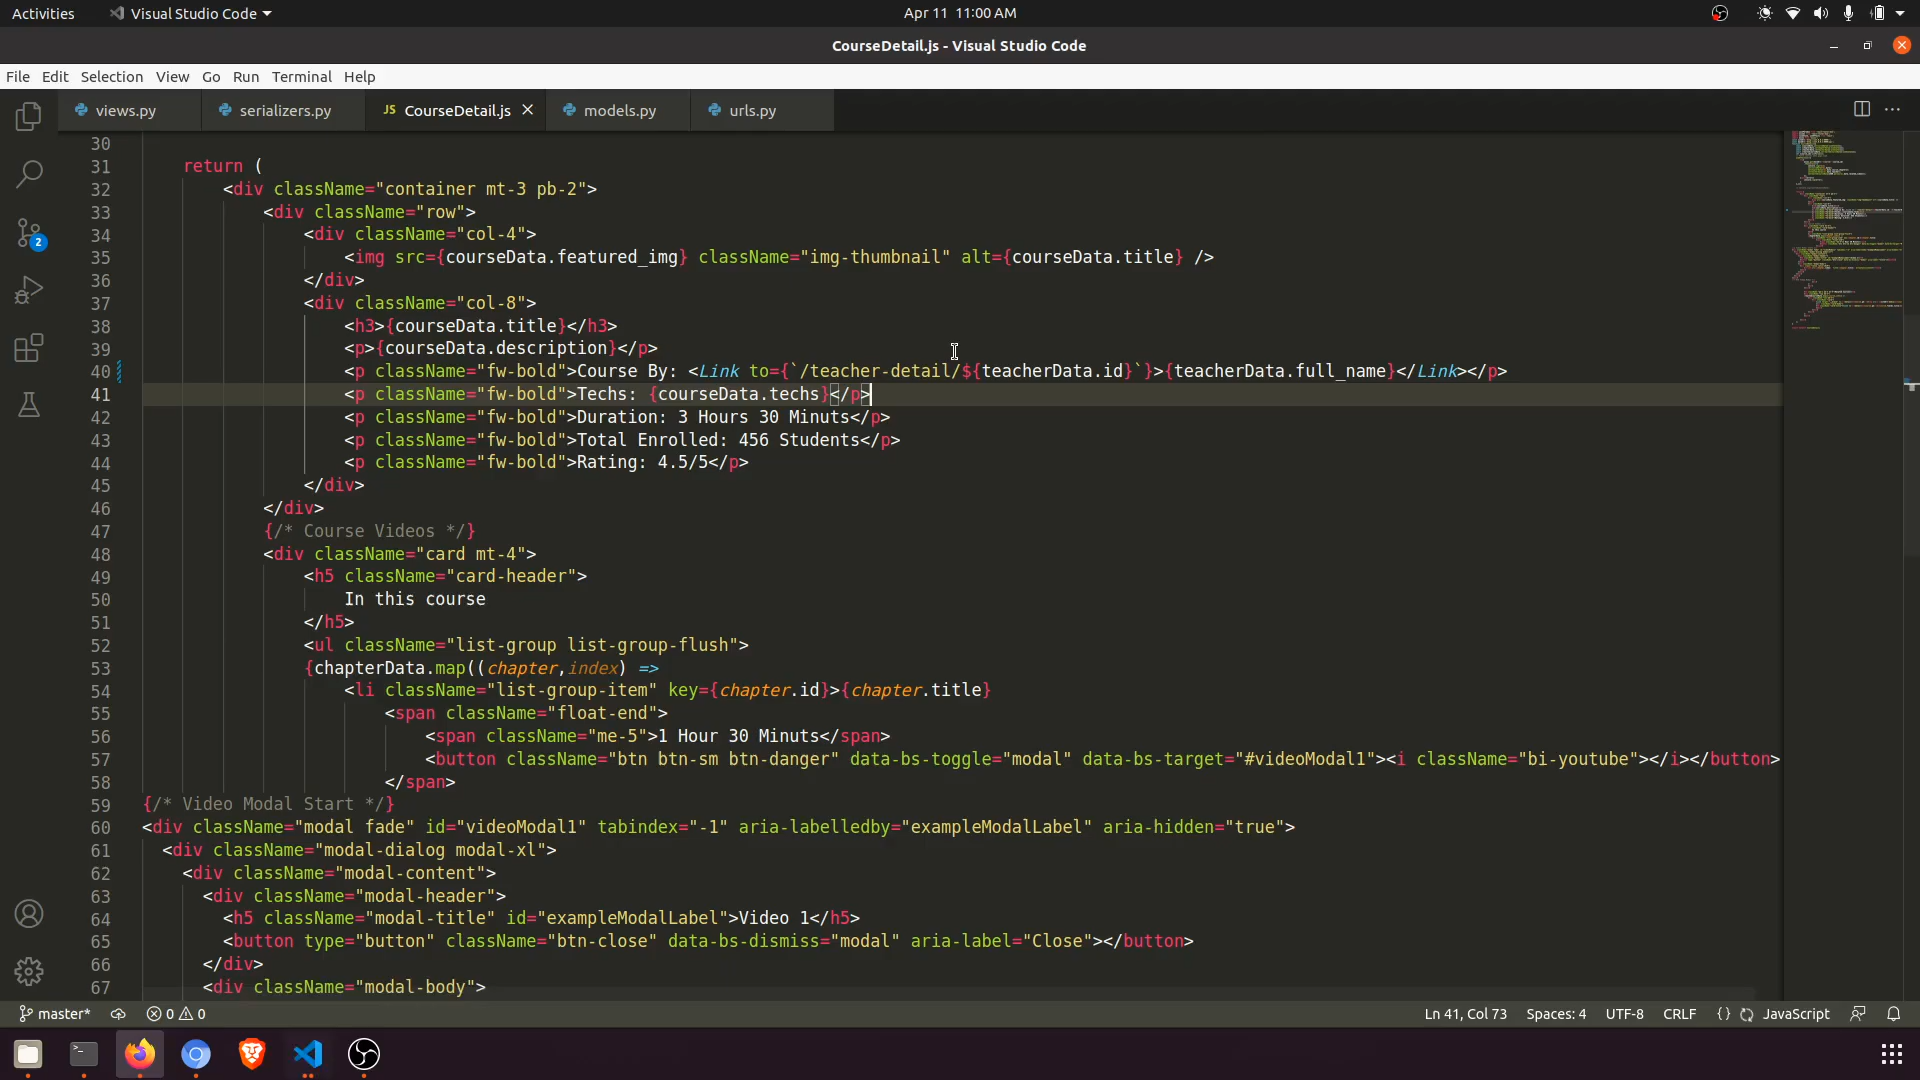 Activities Visual Studio Code Apr 11 11:00 AM
CourseDetail.js - Visual Studio Code
File Edit Selection View Go Run Terminal Help
views.py serializers.py JS CourseDetail.js models.py urls.py
30
31 return (
32 <div className="container mt-3 pb-2">
33 <div className="row">
34 <div className="col-4">
35 <img src={courseData.featured_img} className="img-thumbnail" alt={courseData.title} />
36 </div>
37 <div className="col-8">
38 <h3>{courseData.title}</h3>
39 <p>{courseData.description}</p>
40 <p className="fw-bold">Course By: <Link to={`/teacher-detail/${teacherData.id}`}>{teacherData.full_name}</Link></p>
41 <p className="fw-bold">Techs: {courseData.techs}</p>
42 <p className="fw-bold">Duration: 3 Hours 30 Minuts</p>
43 <p className="fw-bold">Total Enrolled: 456 Students</p>
44 <p className="fw-bold">Rating: 4.5/5</p>
45 </div>
46 </div>
47 {/* Course Videos */}
48 <div className="card mt-4">
49 <h5 className="card-header">
50 In this course
51 </h5>
52 <ul className="list-group list-group-flush">
53 {chapterData.map((chapter,index) =>
54 <li className="list-group-item" key={chapter.id}>{chapter.title}
55 <span className="float-end">
56 <span className="me-5">1 Hour 30 Minuts</span>
57 <button className="btn btn-sm btn-danger" data-bs-toggle="modal" data-bs-target="#videoModal1"><i className="bi-youtube"></i></button>
58 </span>
59 {/* Video Modal Start */}
60 <div className="modal fade" id="videoModal1" tabindex="-1" aria-labelledby="exampleModalLabel" aria-hidden="true">
61 <div className="modal-dialog modal-xl">
62 <div className="modal-content">
63 <div className="modal-header">
64 <h5 className="modal-title" id="exampleModalLabel">Video 1</h5>
65 <button type="button" className="btn-close" data-bs-dismiss="modal" aria-label="Close"></button>
66 </div>
67 <div className="modal-body">
2
master* 0 0 Ln 41, Col 73 Spaces: 4 UTF-8 CRLF {} JavaScript